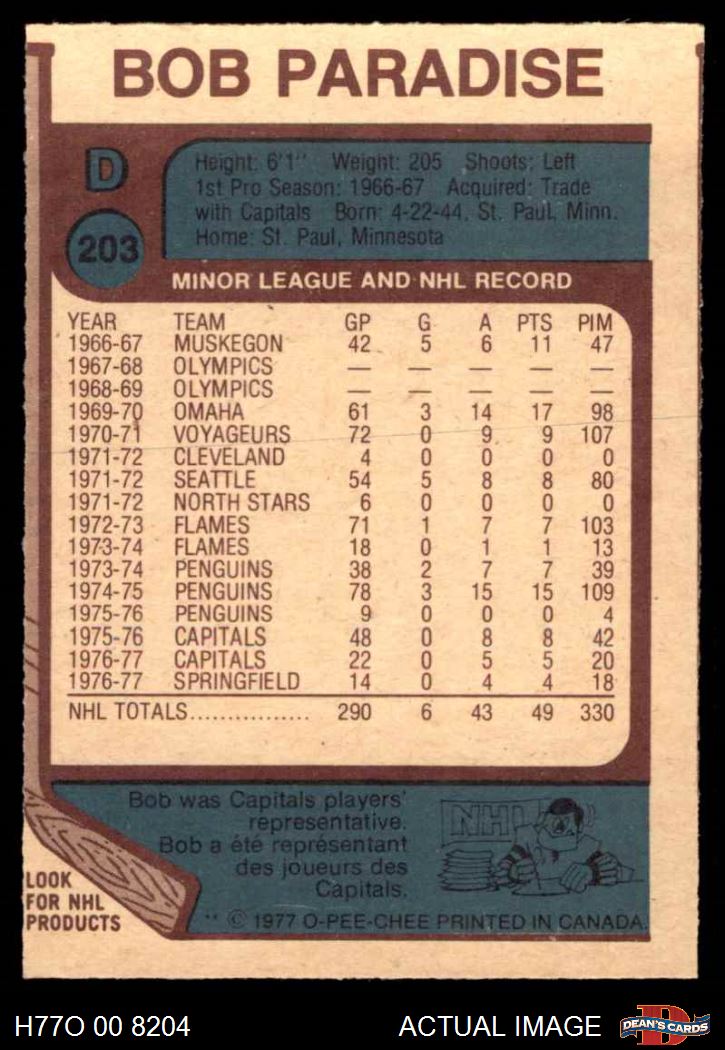 BOB PARADISE
D
203
Height: 6'1'' Weight: 205 Shoots: Left
1st Pro Season: 1966-67 Acquired: Trade
with Capitals Born: 4-22-44, St. Paul, Minn.
Home: St. Paul, Minnesota
MINOR LEAGUE AND NHL RECORD
YEAR TEAM GP G A PTS PIM
1966-67 MUSKEGON 42 5 6 11 47
1967-68 OLYMPICS — — — — —
1968-69 OLYMPICS — — — — —
1969-70 OMAHA 61 3 14 17 98
1970-71 VOYAGEURS 72 0 9 9 107
1971-72 CLEVELAND 4 0 0 0 0
1971-72 SEATTLE 54 5 8 8 80
1971-72 NORTH STARS 6 0 0 0 0
1972-73 FLAMES 71 1 7 7 103
1973-74 FLAMES 18 0 1 1 13
1973-74 PENGUINS 38 2 7 7 39
1974-75 PENGUINS 78 3 15 15 109
1975-76 PENGUINS 9 0 0 0 4
1975-76 CAPITALS 48 0 8 8 42
1976-77 CAPITALS 22 0 5 5 20
1976-77 SPRINGFIELD 14 0 4 4 18
NHL TOTALS................ 290 6 43 49 330
Bob was Capitals players'
representative.
Bob a été représentant
des joueurs des
Capitals.
NHL
LOOK
FOR NHL
PRODUCTS
** © 1977 O-PEE-CHEE PRINTED IN CANADA.
H77O 00 8204 ACTUAL IMAGE
D
DEAN'S CARDS